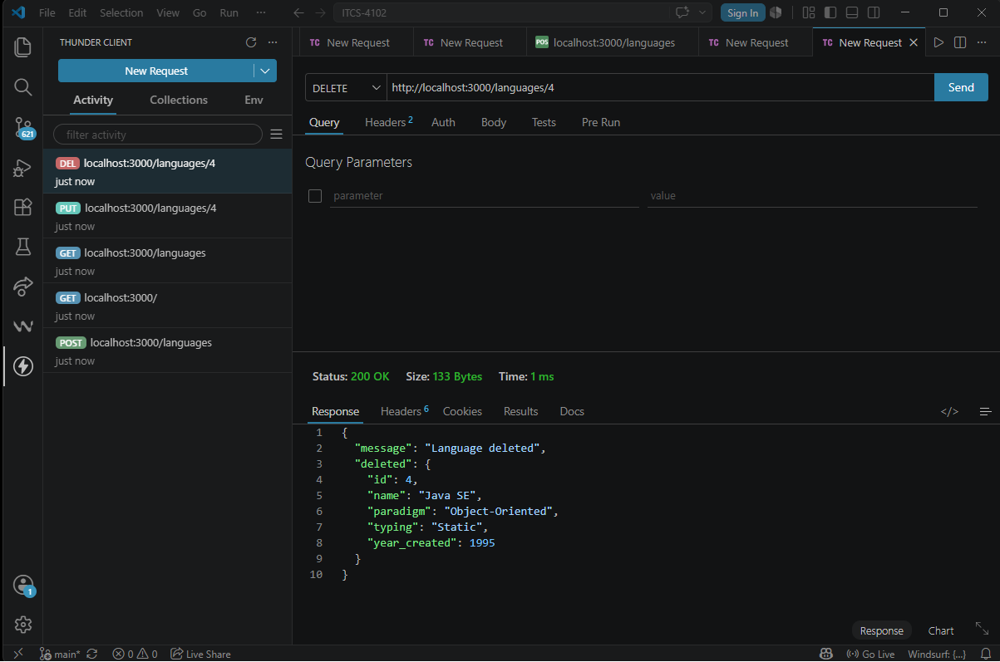 File Edit Selection View Go Run ··· ITCS-4102 Sign In
THUNDER CLIENT
New Request
Activity Collections Env
filter activity
DEL localhost:3000/languages/4
just now
PUT localhost:3000/languages/4
just now
GET localhost:3000/languages
just now
GET localhost:3000/
just now
POST localhost:3000/languages
just now
TC New Request TC New Request POS localhost:3000/languages TC New Request TC New Request
DELETE http://localhost:3000/languages/4 Send
Query Headers 2 Auth Body Tests Pre Run
Query Parameters
parameter value
Status: 200 OK Size: 133 Bytes Time: 1 ms
Response Headers 6 Cookies Results Docs </>
1 {
2 "message": "Language deleted",
3 "deleted": {
4 "id": 4,
5 "name": "Java SE",
6 "paradigm": "Object-Oriented",
7 "typing": "Static",
8 "year_created": 1995
9 }
10 }
Response Chart
621
1
main* 0 0 Live Share Go Live Windsurf: {...}